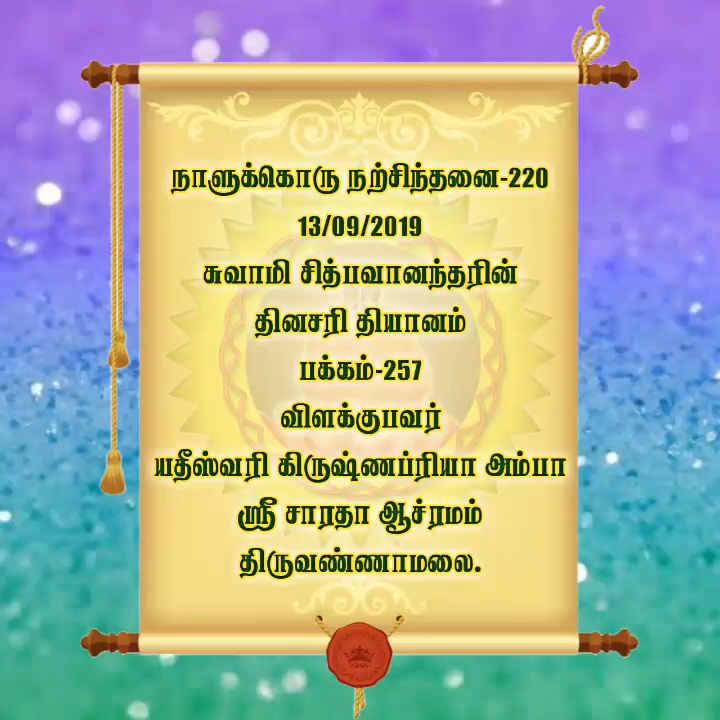 நாளுக்கொரு நற்சிந்தனை-220
13/09/2019
சுவாமி சித்பவானந்தரின்
தினசரி தியானம்
பக்கம்-257
விளக்குபவர்
யதீஸ்வரி கிருஷ்ணப்ரியா அம்பா
ஸ்ரீ சாரதா ஆச்ரமம்
திருவண்ணாமலை.